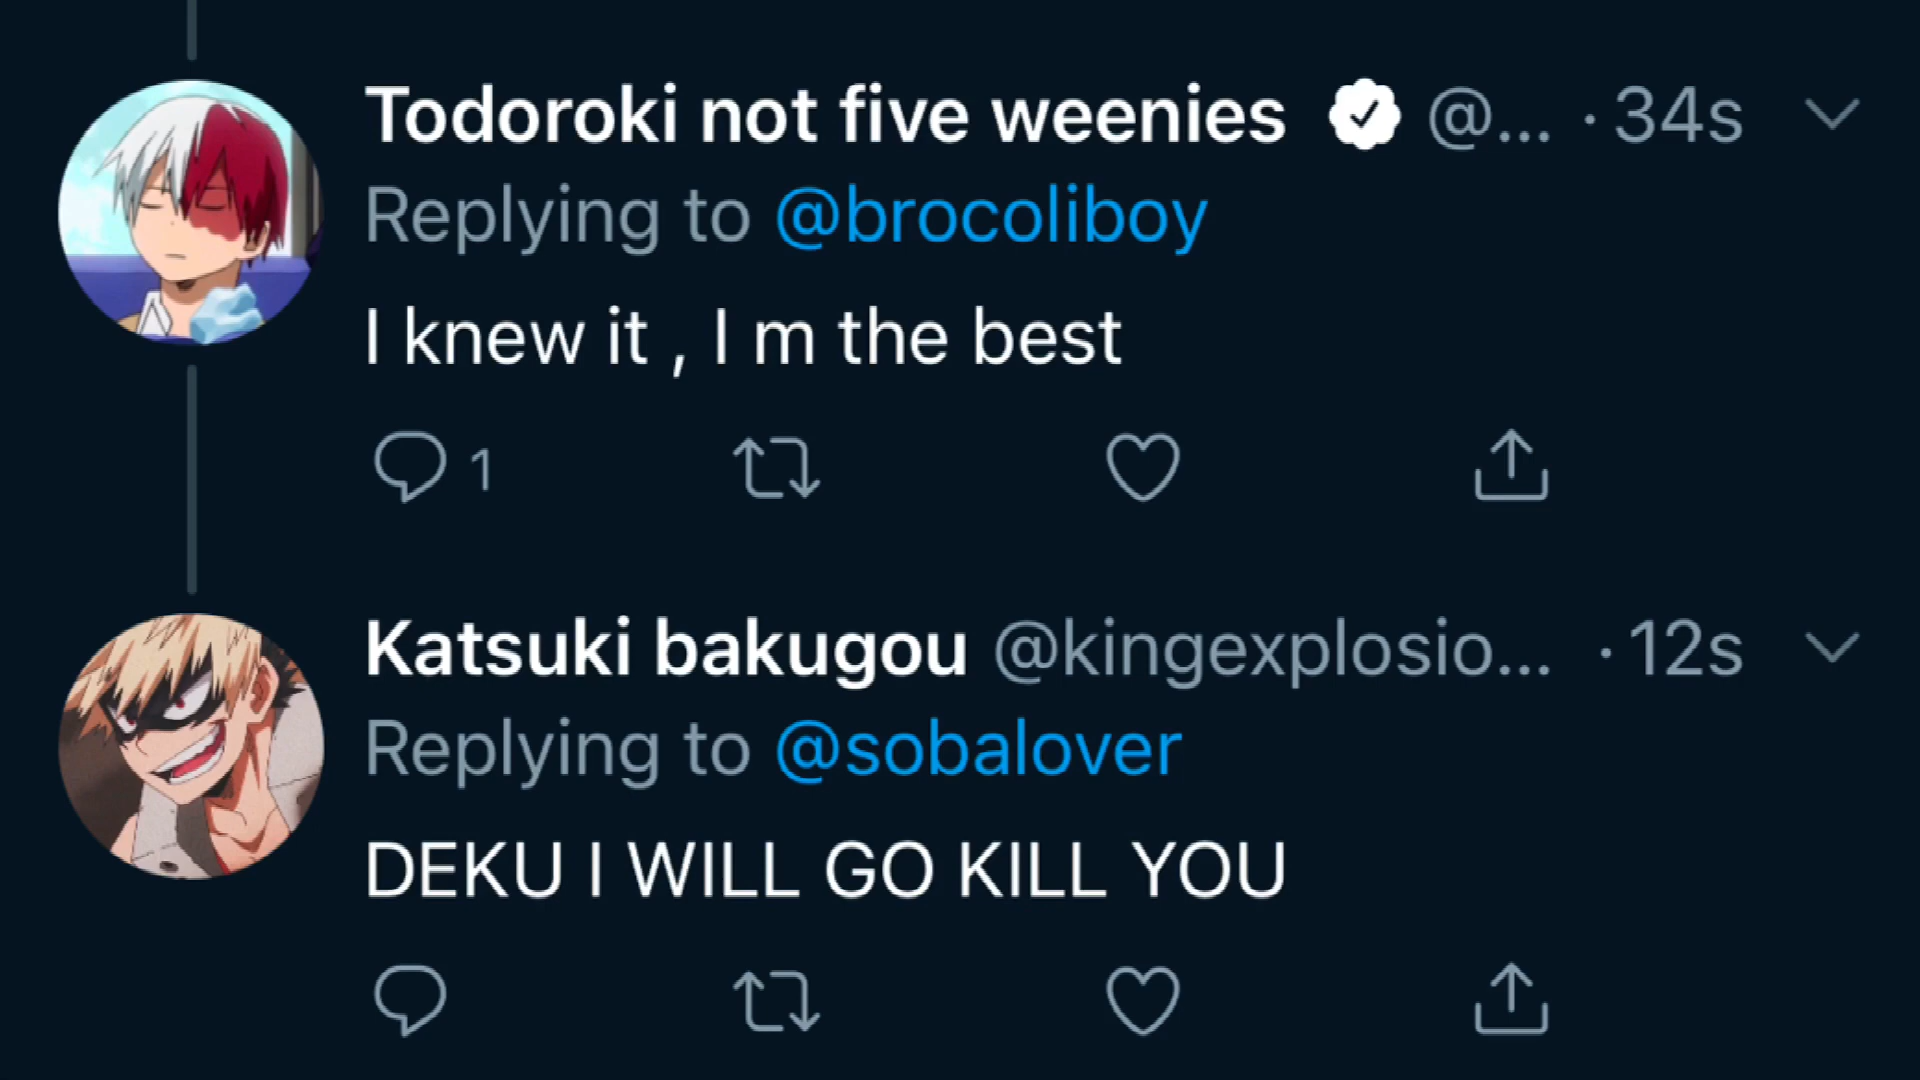 Todoroki not five weenies @... · 34s
Replying to @brocoliboy
I knew it , I m the best
1
Katsuki bakugou @kingexplosio... · 12s
Replying to @sobalover
DEKU I WILL GO KILL YOU